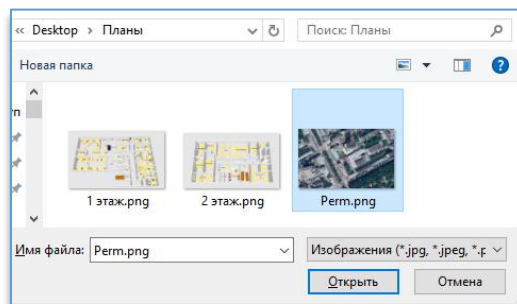 « Desktop › Планы
Поиск: Планы
Новая папка
?
1 этаж.png
2 этаж.png
Perm.png
Имя файла: Perm.png
Изображения (*.jpg, *.jpeg, *.p
Открыть
Отмена